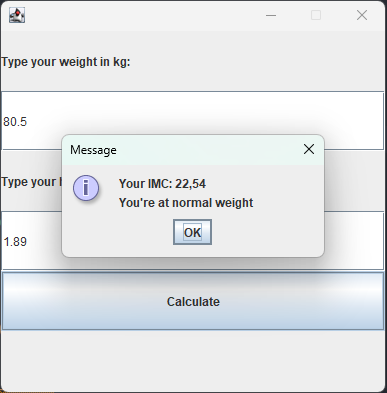 Type your weight in kg:
80.5
Message
Your IMC: 22,54
You're at normal weight
OK
Type your
1.89
Calculate